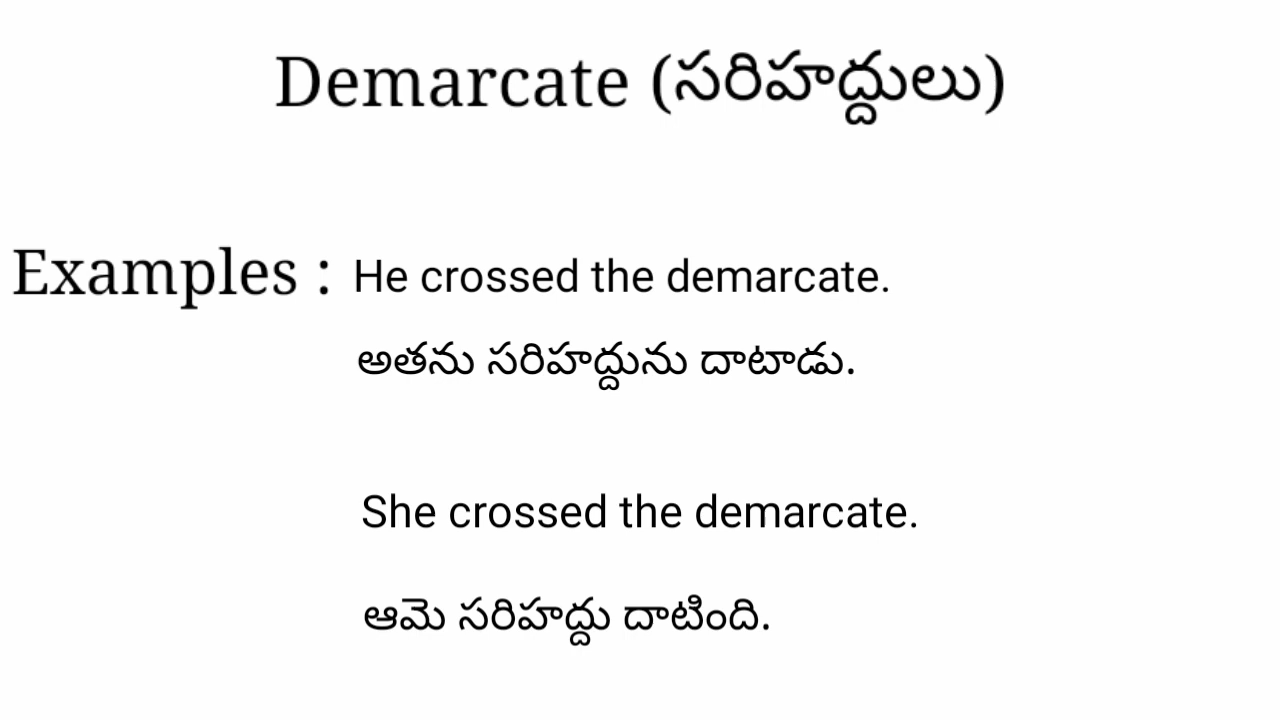 Demarcate (సరిహద్దులు)
Examples : He crossed the demarcate.
అతను సరిహద్దును దాటాడు.
She crossed the demarcate.
ఆమె సరిహద్దు దాటింది.